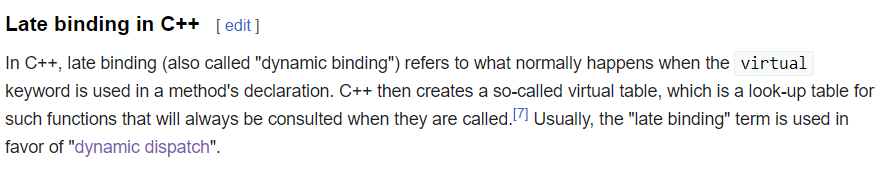 Late binding in C++ [ edit ]
In C++, late binding (also called "dynamic binding") refers to what normally happens when the virtual
keyword is used in a method's declaration. C++ then creates a so-called virtual table, which is a look-up table for
such functions that will always be consulted when they are called.[7] Usually, the "late binding" term is used in
favor of "dynamic dispatch".